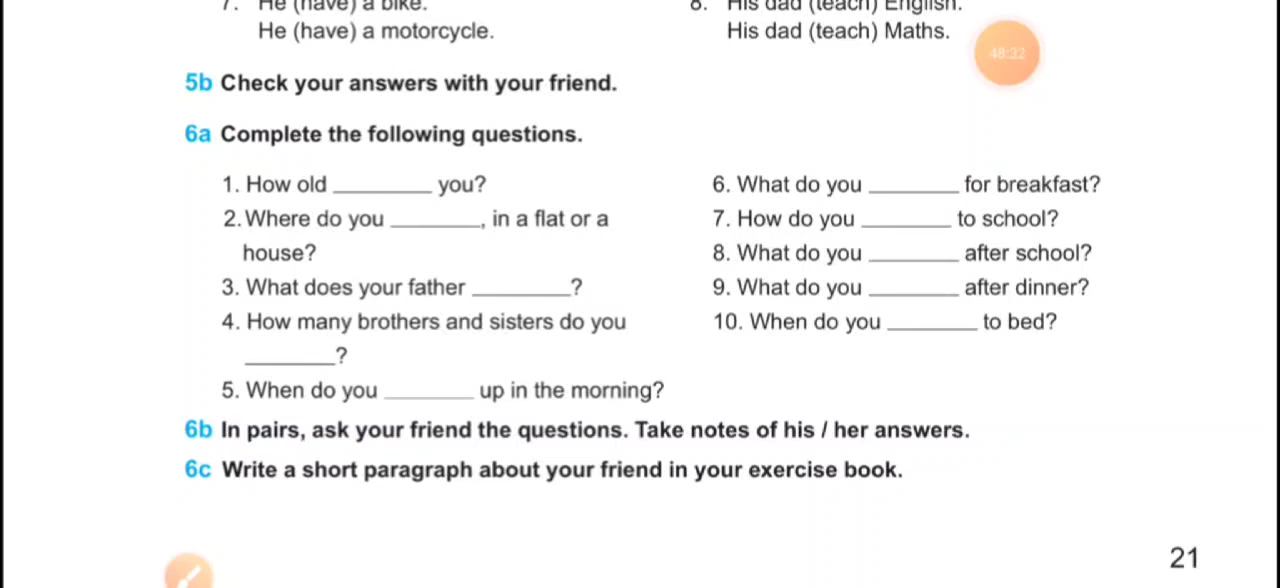 7. He (have) a bike.
He (have) a motorcycle.
8. His dad (teach) English.
His dad (teach) Maths.
48:32
5b Check your answers with your friend.
6a Complete the following questions.
1. How old ________ you?
2. Where do you ________, in a flat or a
house?
3. What does your father ________?
4. How many brothers and sisters do you
________?
5. When do you ________ up in the morning?
6. What do you ________ for breakfast?
7. How do you ________ to school?
8. What do you ________ after school?
9. What do you ________ after dinner?
10. When do you ________ to bed?
6b In pairs, ask your friend the questions. Take notes of his / her answers.
6c Write a short paragraph about your friend in your exercise book.
21